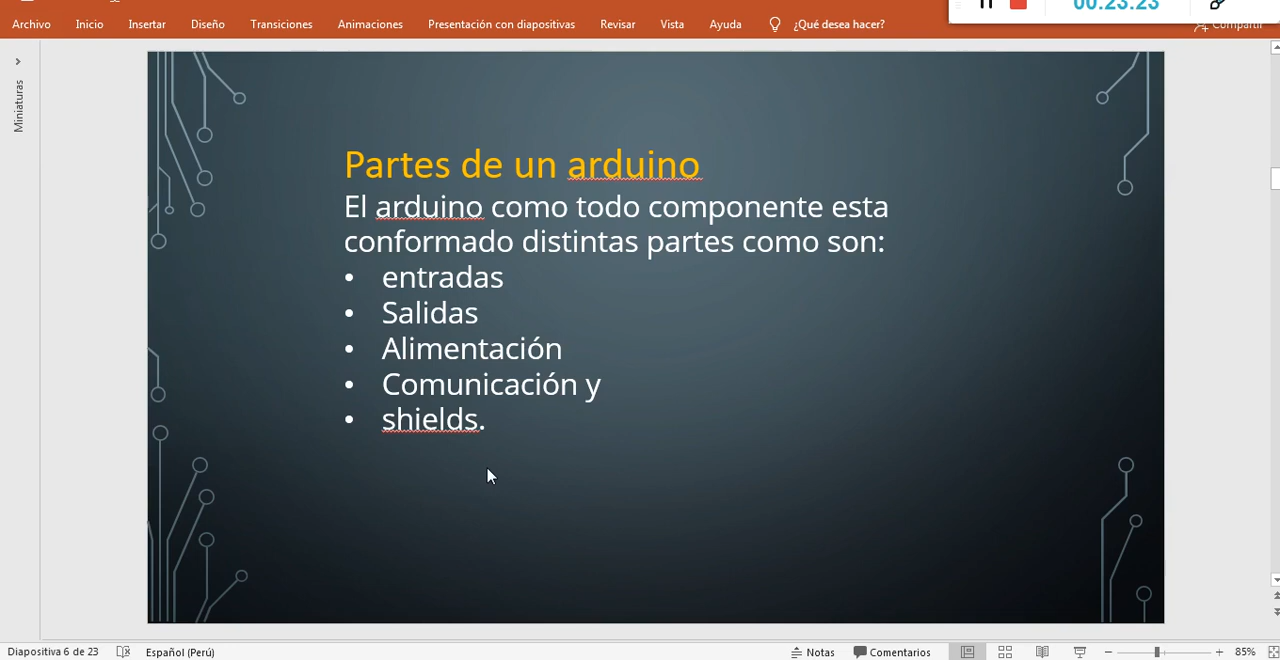 00:23:23
Archivo Inicio Insertar Diseño Transiciones Animaciones Presentación con diapositivas Revisar Vista Ayuda ¿Qué desea hacer? Compartir
Miniaturas
Partes de un arduino
El arduino como todo componente esta
conformado distintas partes como son:
• entradas
• Salidas
• Alimentación
• Comunicación y
• shields.
Diapositiva 6 de 23 Español (Perú) Notas Comentarios 85%